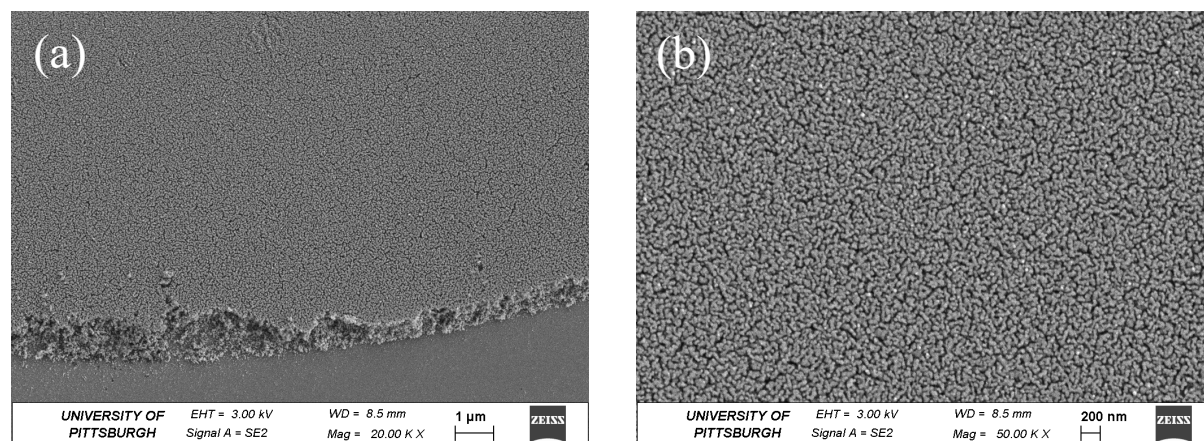 (a)
UNIVERSITY OF PITTSBURGH
EHT = 3.00 kV
Signal A = SE2
WD = 8.5 mm
Mag = 20.00 K X
1 µm
ZEISS
(b)
UNIVERSITY OF PITTSBURGH
EHT = 3.00 kV
Signal A = SE2
WD = 8.5 mm
Mag = 50.00 K X
200 nm
ZEISS